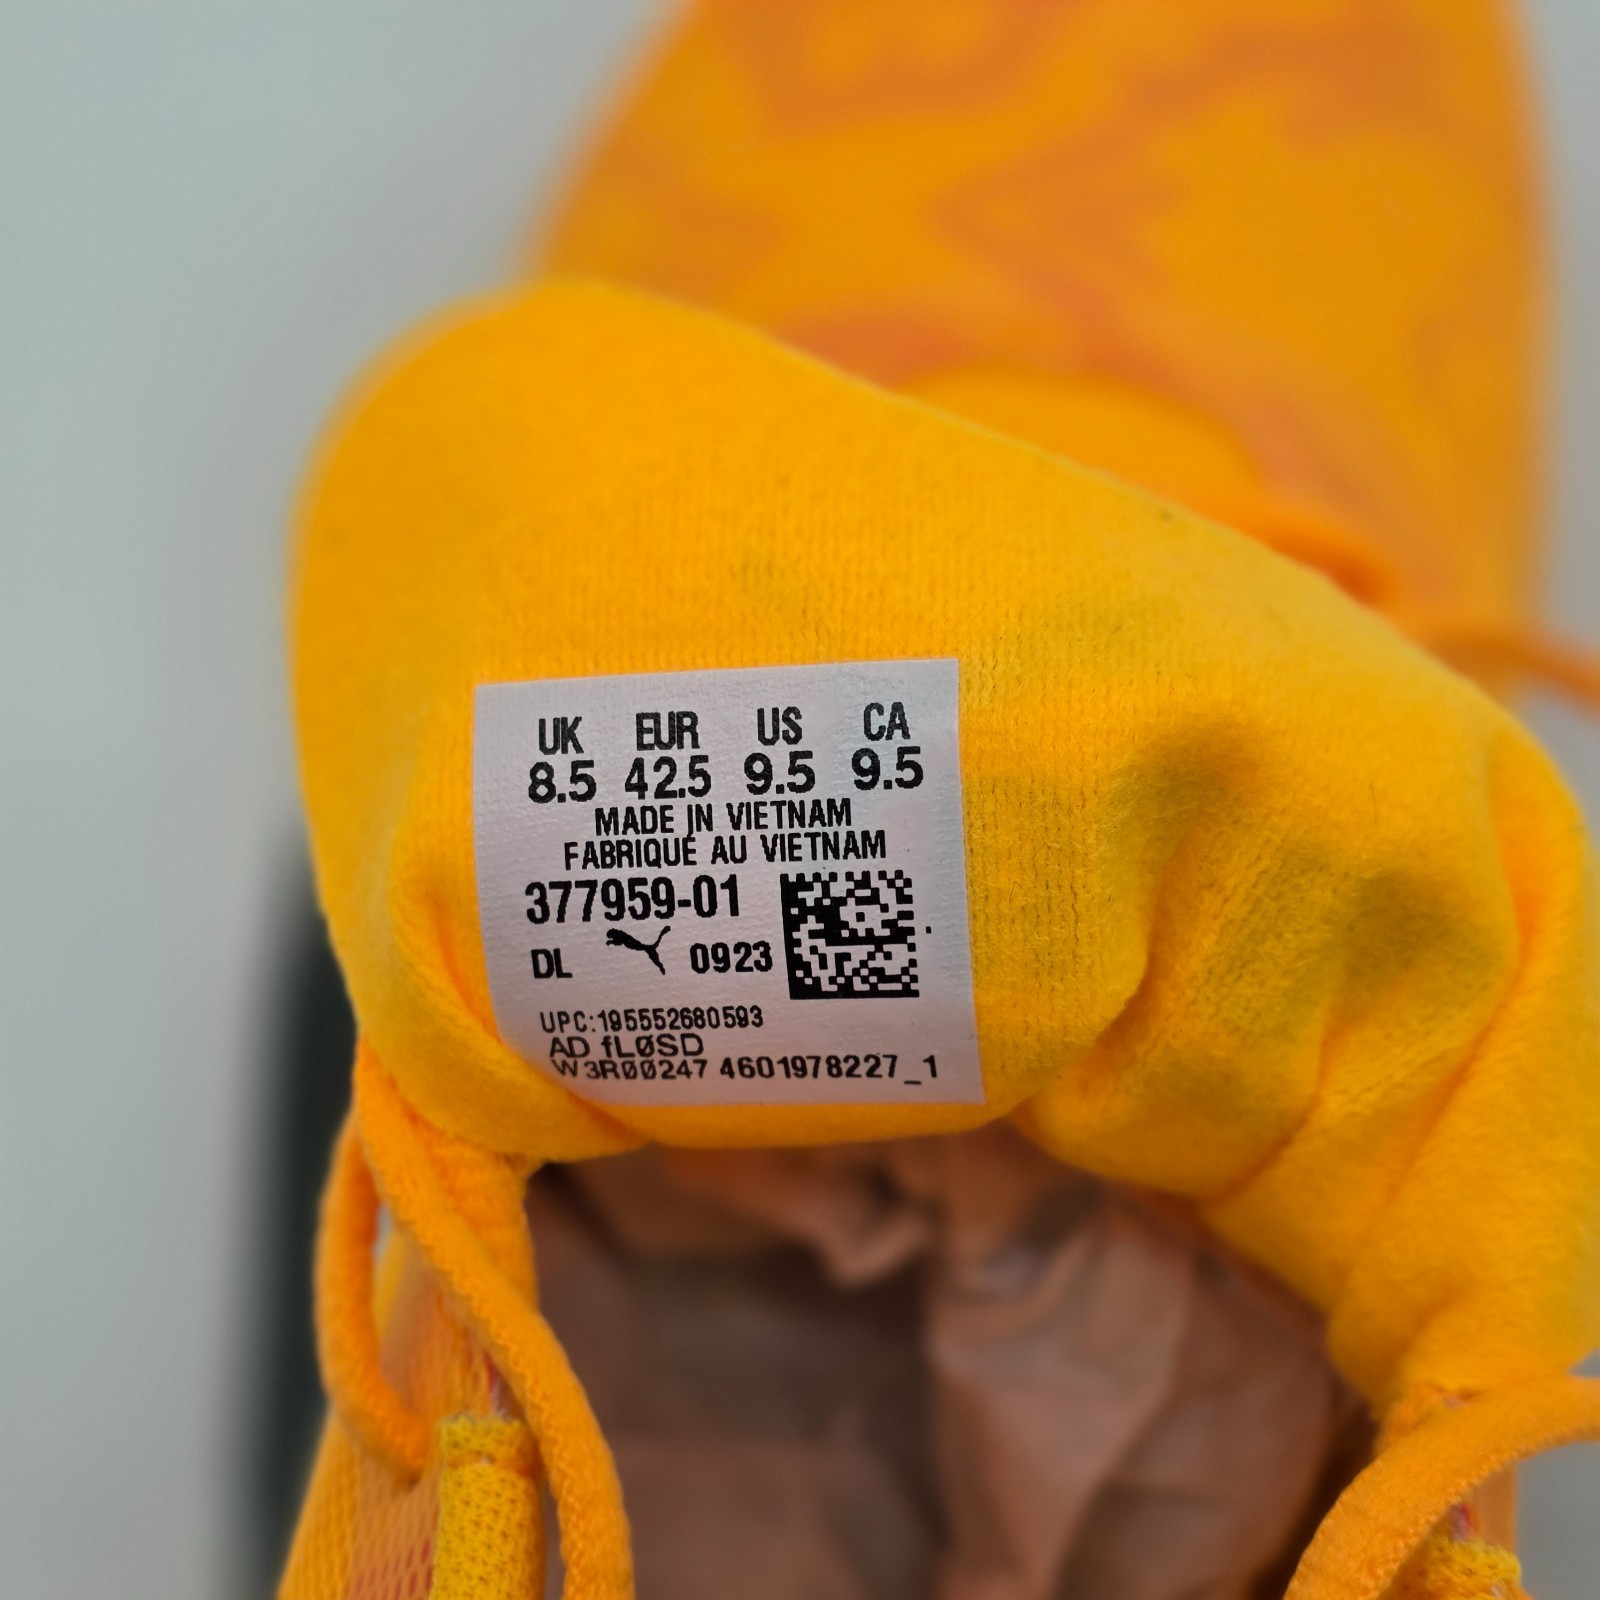 UK EUR US CA
8.5 42.5 9.5 9.5
MADE IN VIETNAM
FABRIQUÉ AU VIETNAM
377959-01
DL 0923
UPC:195552680593
AD fLØSD
W3RØØ247 4601978227_1